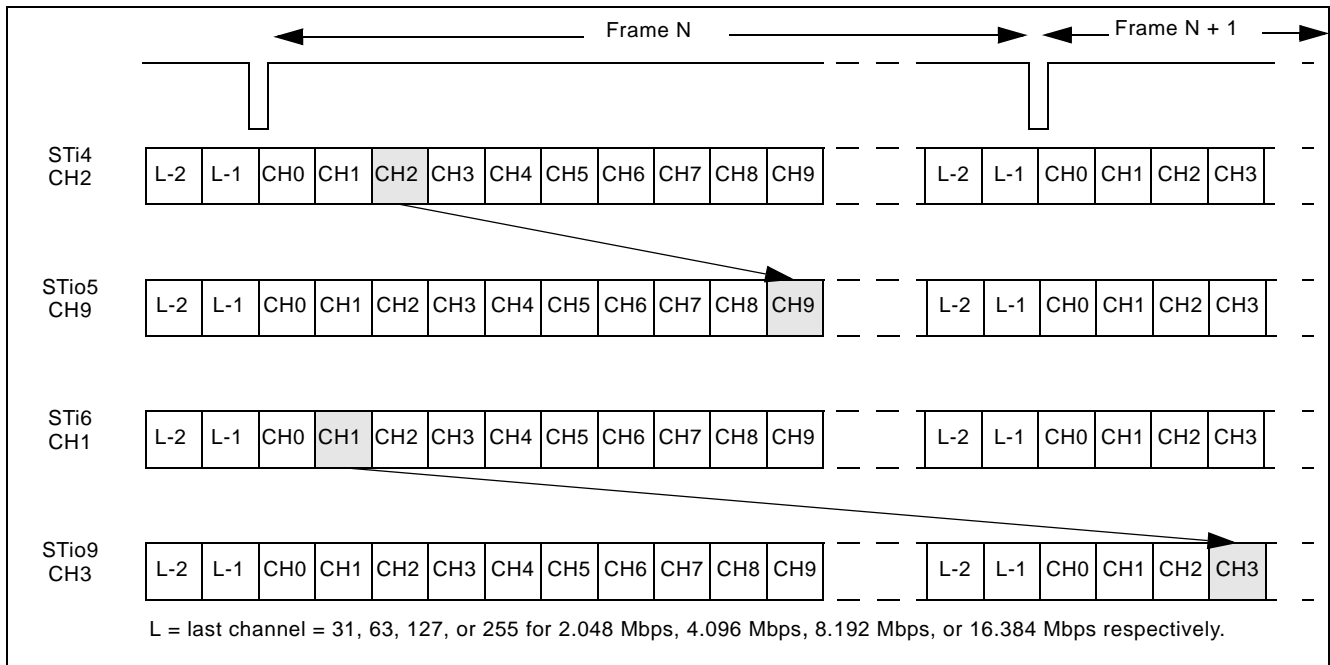 Frame N
Frame N + 1
STi4
CH2
L-2 L-1 CH0 CH1 CH2 CH3 CH4 CH5 CH6 CH7 CH8 CH9 L-2 L-1 CH0 CH1 CH2 CH3
STio5
CH9
L-2 L-1 CH0 CH1 CH2 CH3 CH4 CH5 CH6 CH7 CH8 CH9 L-2 L-1 CH0 CH1 CH2 CH3
STi6
CH1
L-2 L-1 CH0 CH1 CH2 CH3 CH4 CH5 CH6 CH7 CH8 CH9 L-2 L-1 CH0 CH1 CH2 CH3
STio9
CH3
L-2 L-1 CH0 CH1 CH2 CH3 CH4 CH5 CH6 CH7 CH8 CH9 L-2 L-1 CH0 CH1 CH2 CH3
L = last channel = 31, 63, 127, or 255 for 2.048 Mbps, 4.096 Mbps, 8.192 Mbps, or 16.384 Mbps respectively.